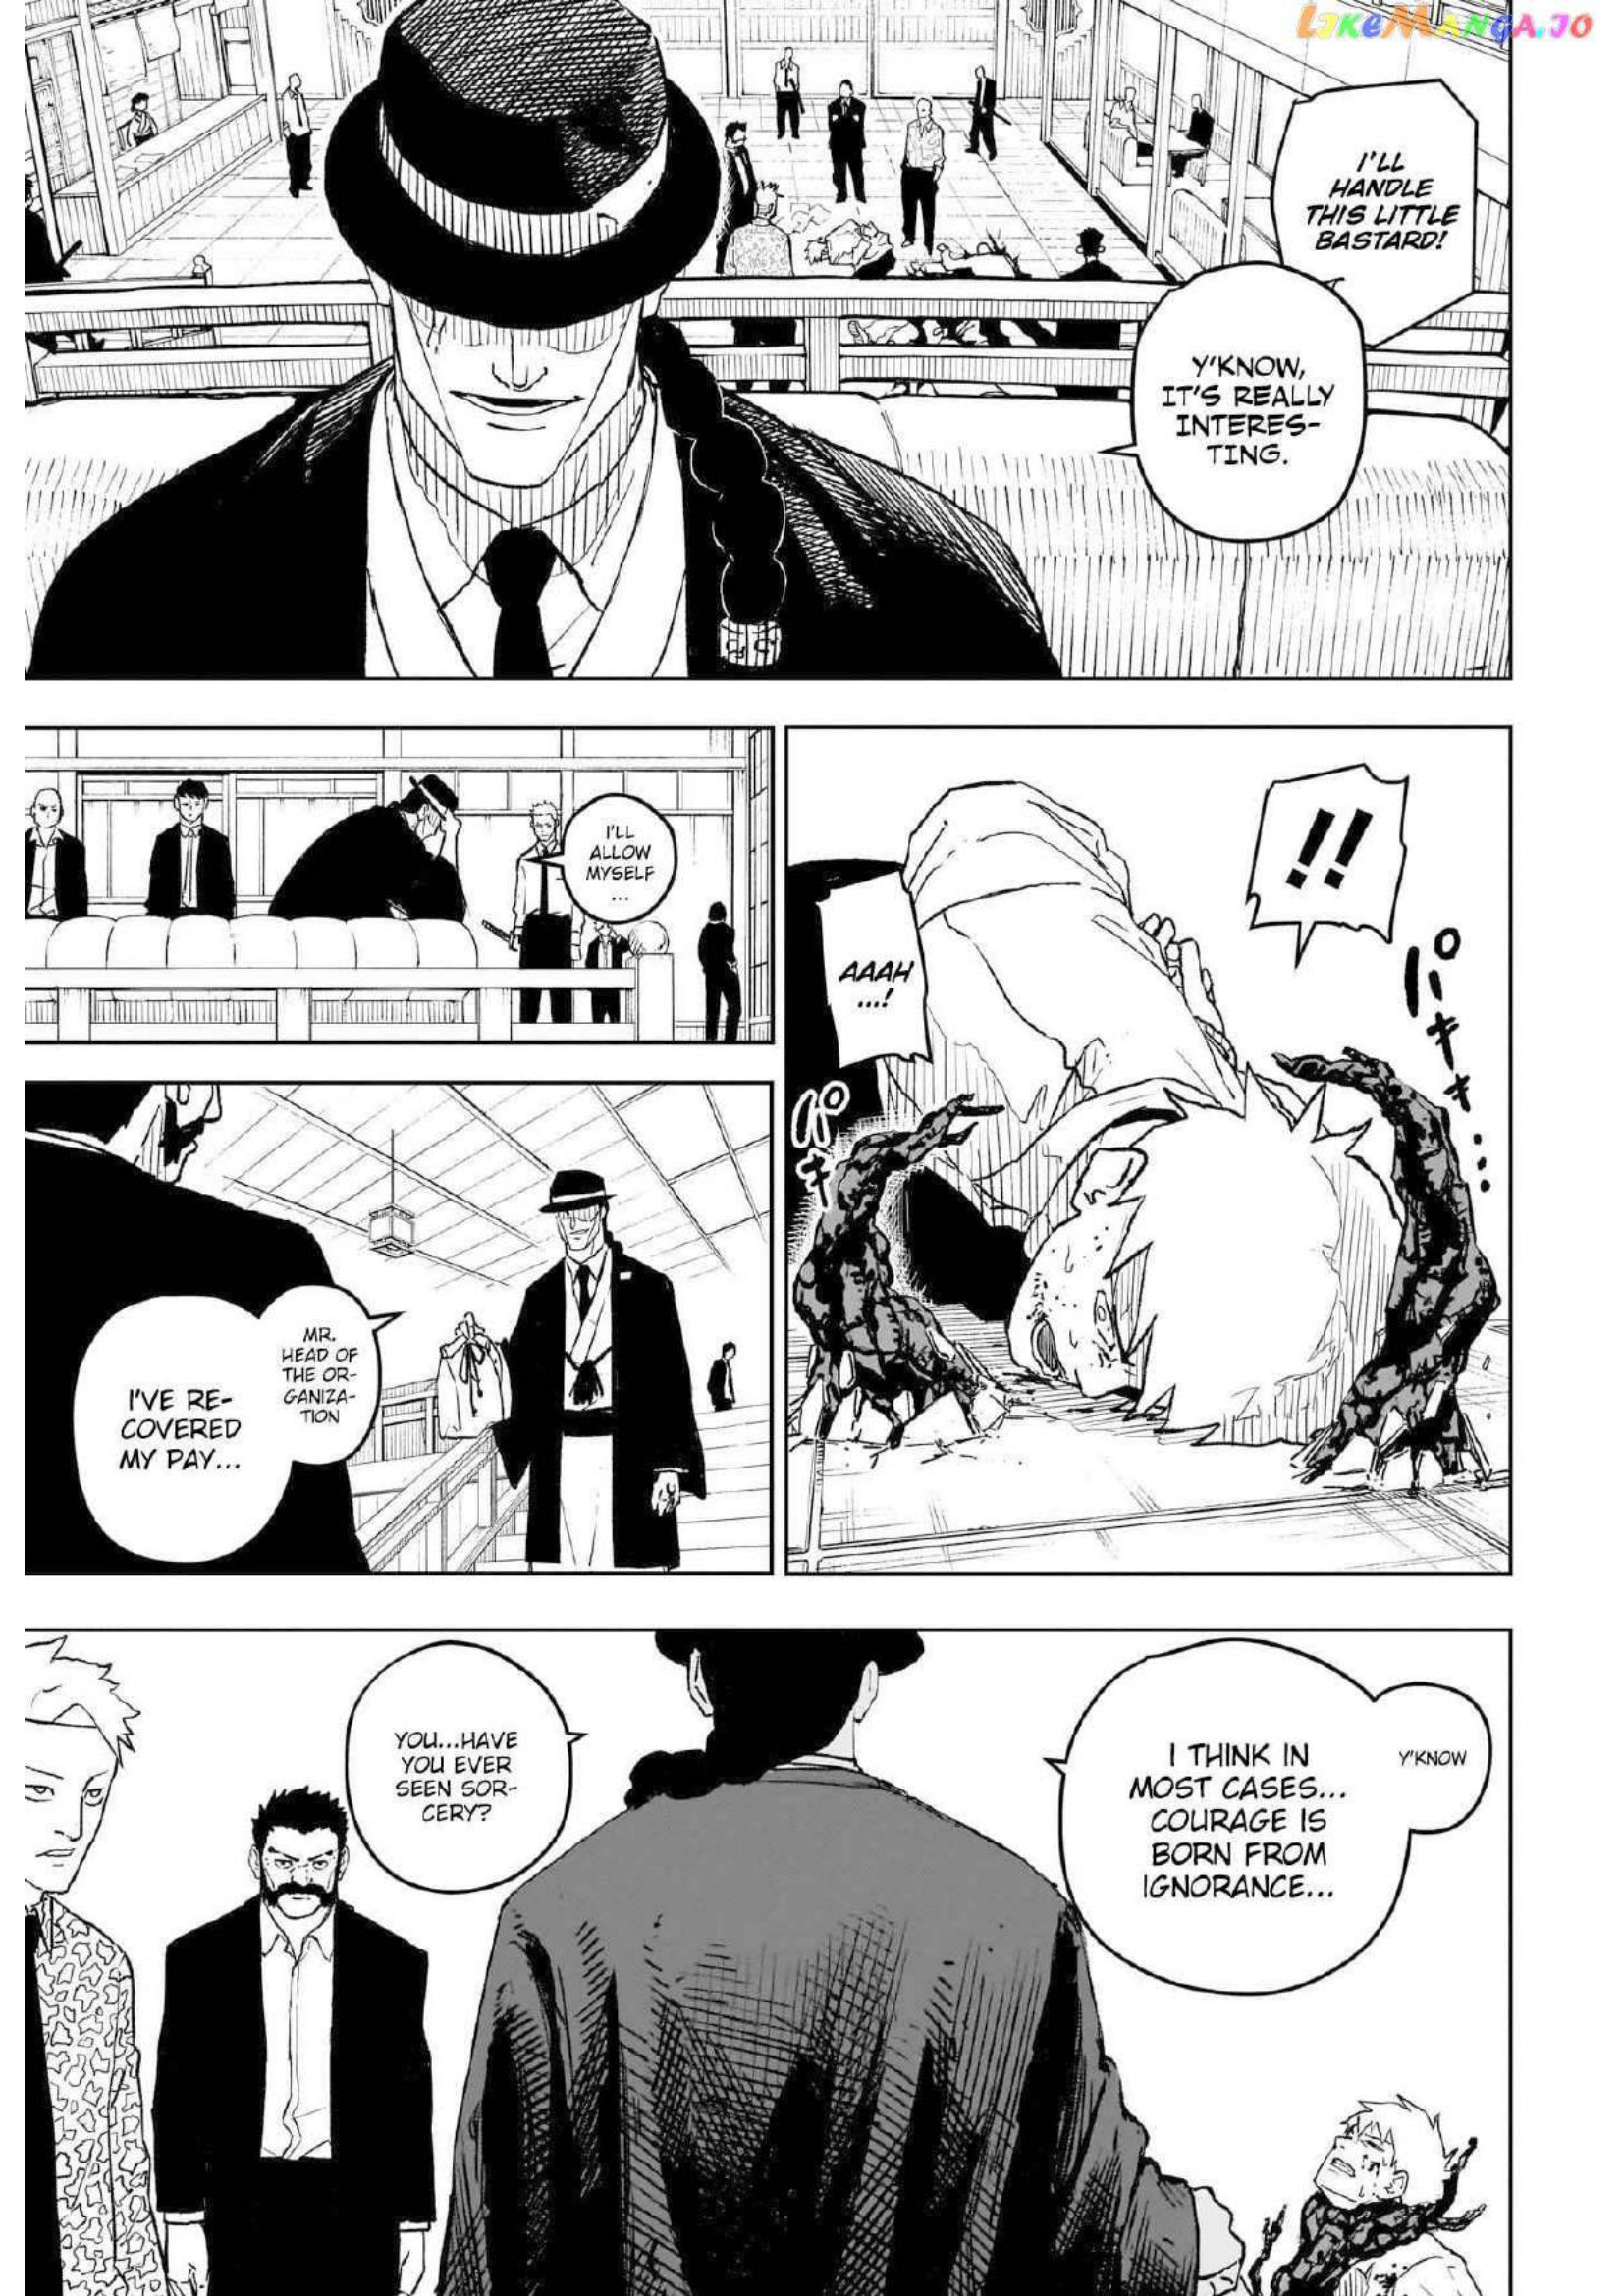 LIKEMANGA.IO
I'LL
HANDLE
THIS LITTLE
BASTARD!
Y'KNOW,
IT'S REALLY
INTERES-
TING.
!!
AAAH
...!
パキキ...
パキ
I'LL
ALLOW
MYSELF
...
MR.
HEAD OF
THE OR-
GANIZA-
TION
I'VE RE-
COVERED
MY PAY...
Y'KNOW
I THINK IN
MOST CASES...
COURAGE IS
BORN FROM
IGNORANCE...
YOU...HAVE
YOU EVER
SEEN SOR-
CERY?